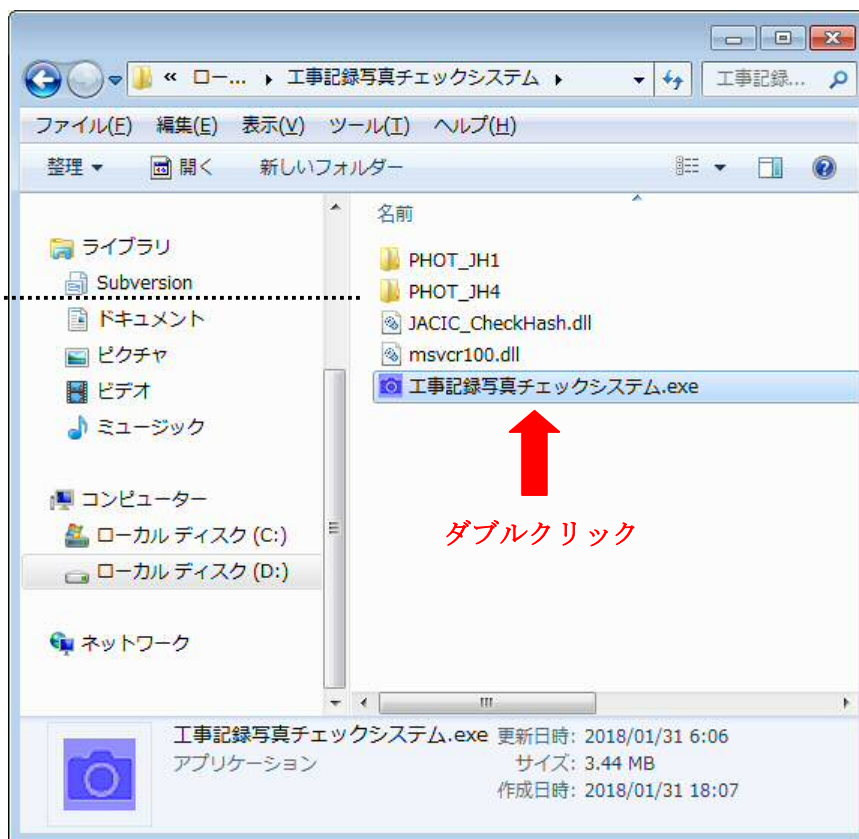 « ロー... 工事記録写真チェックシステム 工事記録...
ファイル(F) 編集(E) 表示(V) ツール(T) ヘルプ(H)
整理 開く 新しいフォルダー
名前
ライブラリ
Subversion
ドキュメント
ピクチャ
ビデオ
ミュージック
コンピューター
ローカル ディスク (C:)
ローカル ディスク (D:)
ネットワーク
PHOT_JH1
PHOT_JH4
JACIC_CheckHash.dll
msvcr100.dll
工事記録写真チェックシステム.exe
ダブルクリック
工事記録写真チェックシステム.exe 更新日時: 2018/01/31 6:06
アプリケーション サイズ: 3.44 MB
作成日時: 2018/01/31 18:07